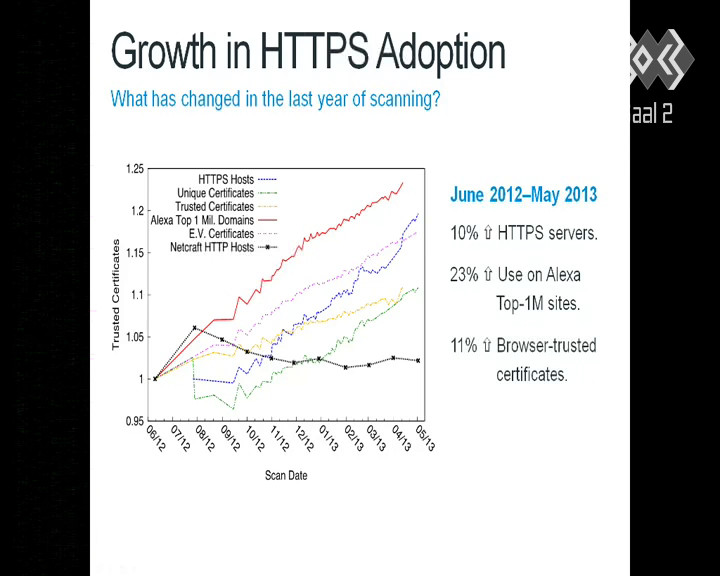 Growth in HTTPS Adoption
What has changed in the last year of scanning?
aal 2
1.25
1.2
1.15
1.1
1.05
1
0.95
Trusted Certificates
HTTPS Hosts
Unique Certificates
Trusted Certificates
Alexa Top 1 Mil. Domains
E.V. Certificates
Netcraft HTTP Hosts
06/12
07/12
08/12
09/12
10/12
11/12
12/12
01/13
02/13
03/13
04/13
05/13
Scan Date
June 2012–May 2013
10% ⇧ HTTPS servers.
23% ⇧ Use on Alexa
Top-1M sites.
11% ⇧ Browser-trusted
certificates.